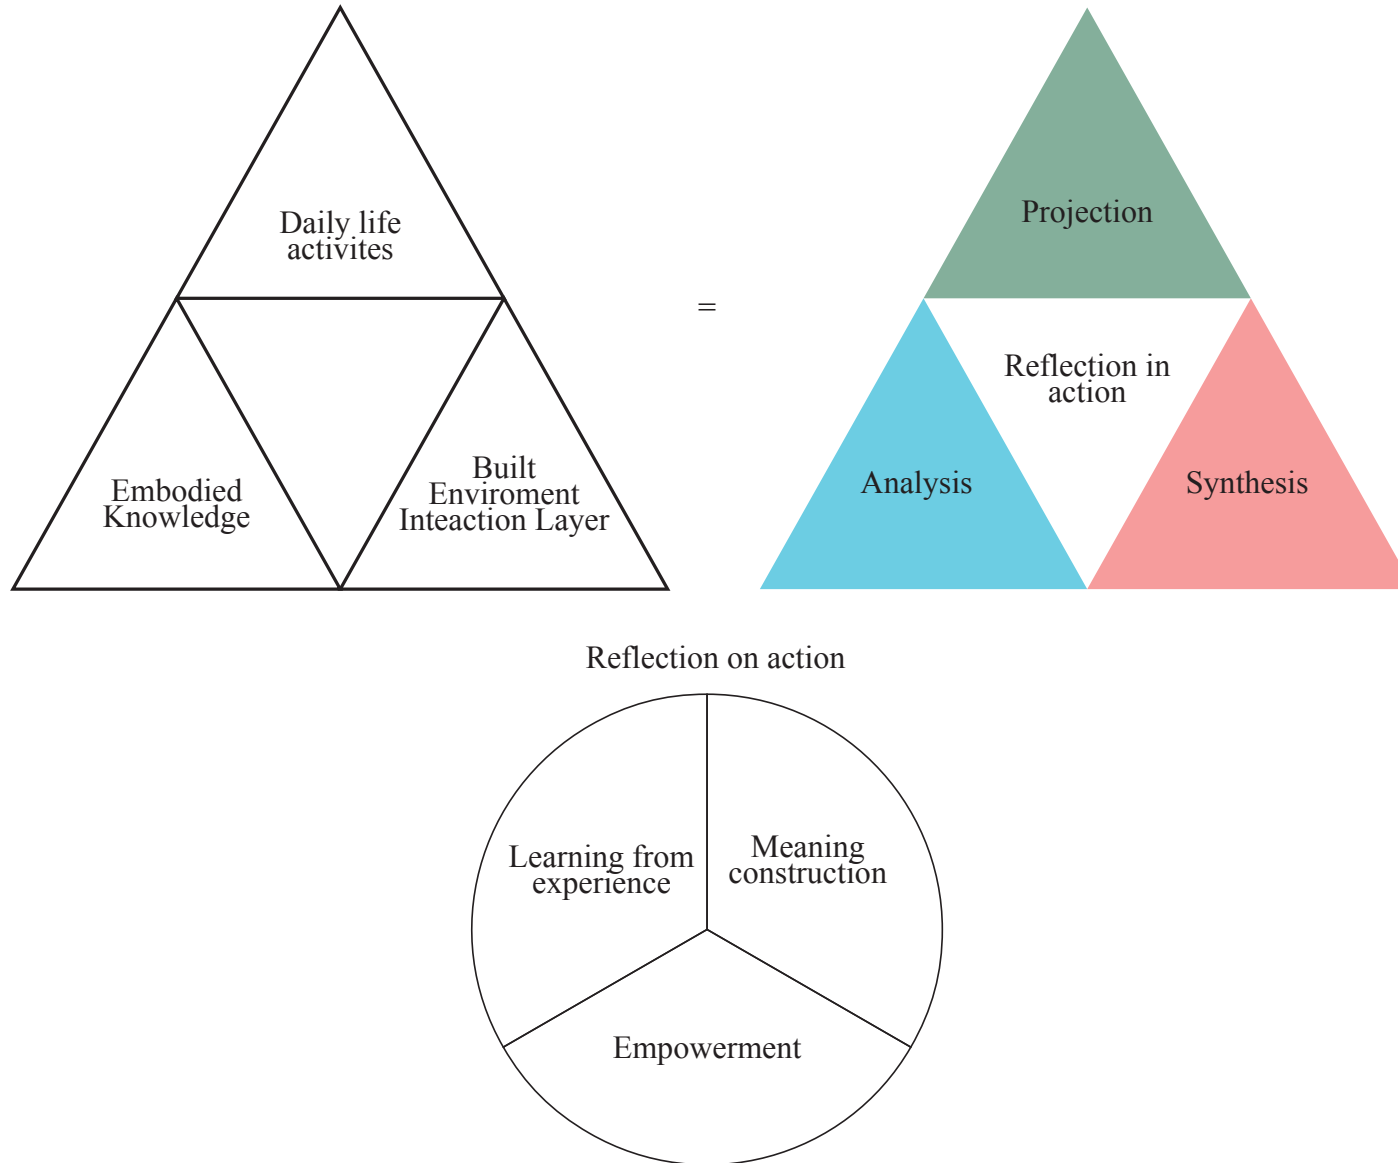 Daily life
activites
Embodied
Knowledge
Built
Enviroment
Inteaction Layer
=
Projection
Reflection in
action
Analysis
Synthesis
Reflection on action
Learning from
experience
Meaning
construction
Empowerment